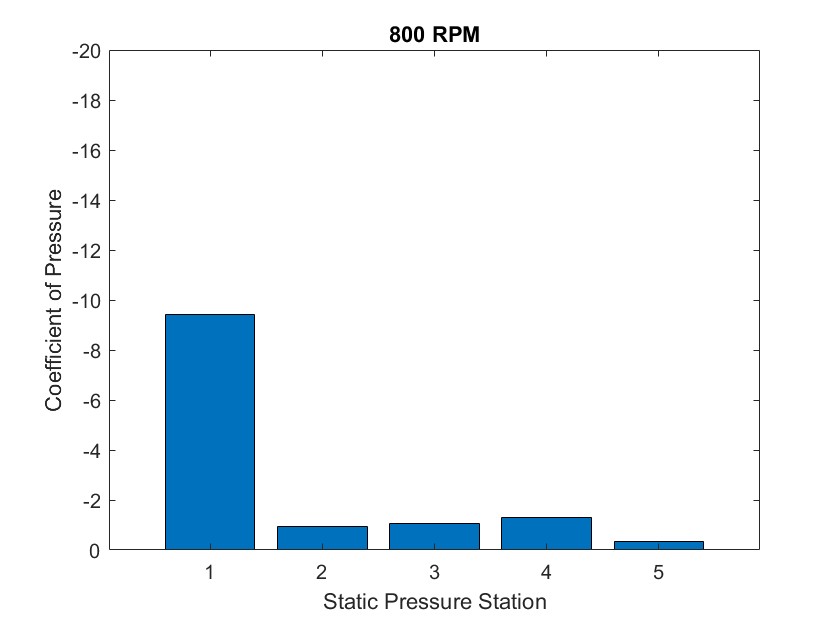 800 RPM
-20
-18
-16
-14
-12
-10
-8
-6
-4
-2
0
Coefficient of Pressure
1 2 3 4 5
Static Pressure Station